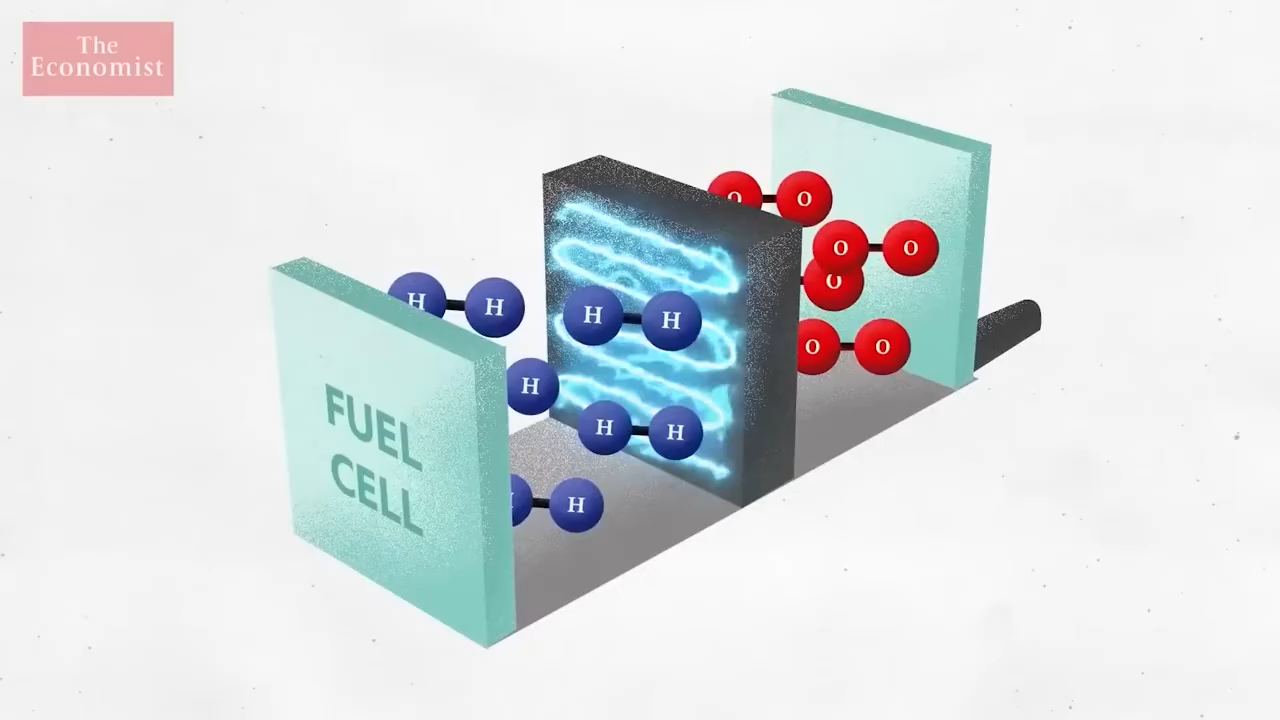 The
Economist
O O
O O
O
H H
H H
O O
H
H H
H
FUEL
CELL